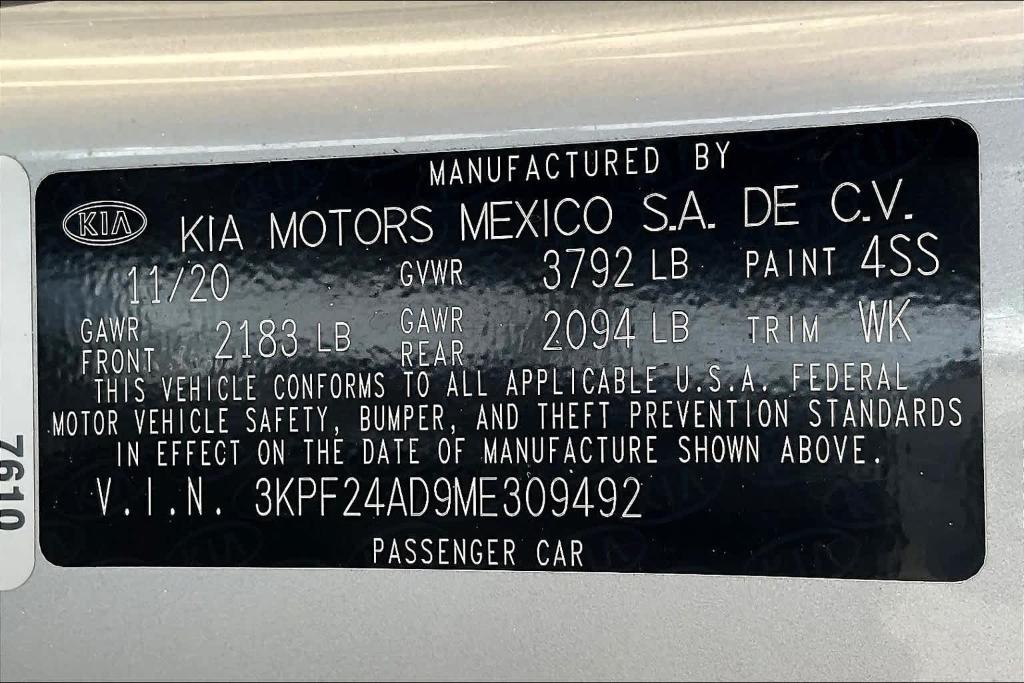 MANUFACTURED BY
KIA
KIA MOTORS MEXICO S.A. DE C.V.
11/20 GVWR 3792 LB PAINT 4SS
GAWR FRONT 2183 LB GAWR REAR 2094 LB TRIM WK
THIS VEHICLE CONFORMS TO ALL APPLICABLE U.S.A. FEDERAL
MOTOR VEHICLE SAFETY, BUMPER, AND THEFT PREVENTION STANDARDS
IN EFFECT ON THE DATE OF MANUFACTURE SHOWN ABOVE.
V.I.N. 3KPF24AD9ME309492
PASSENGER CAR